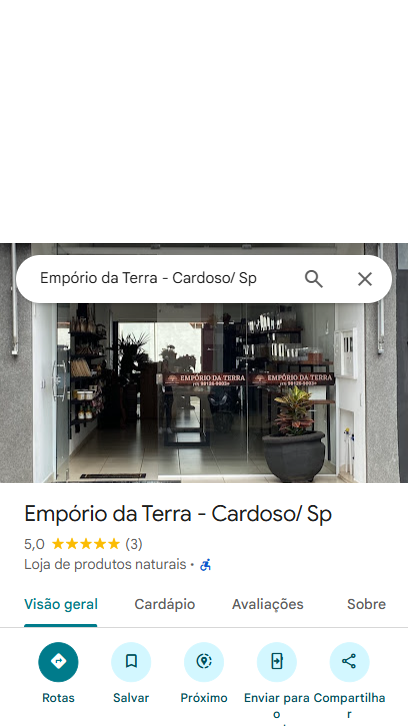 Empório da Terra - Cardoso/ Sp
EMPÓRIO DA TERRA EMPÓRIO DA TERRA
Empório da Terra - Cardoso/ Sp
5,0 (3)
Loja de produtos naturais ·
Visão geral Cardápio Avaliações Sobre
Rotas Salvar Próximo Enviar para Compartilha
o r